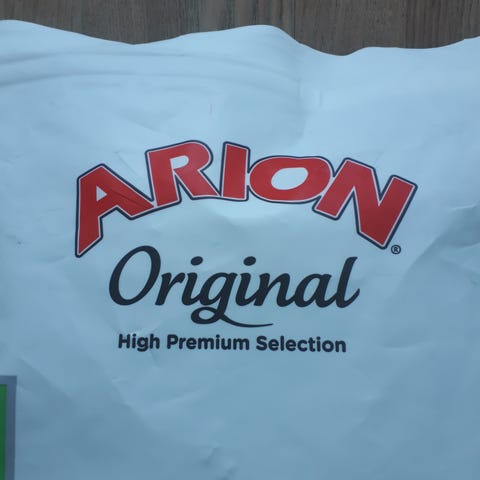 ARION®
Original
High Premium Selection